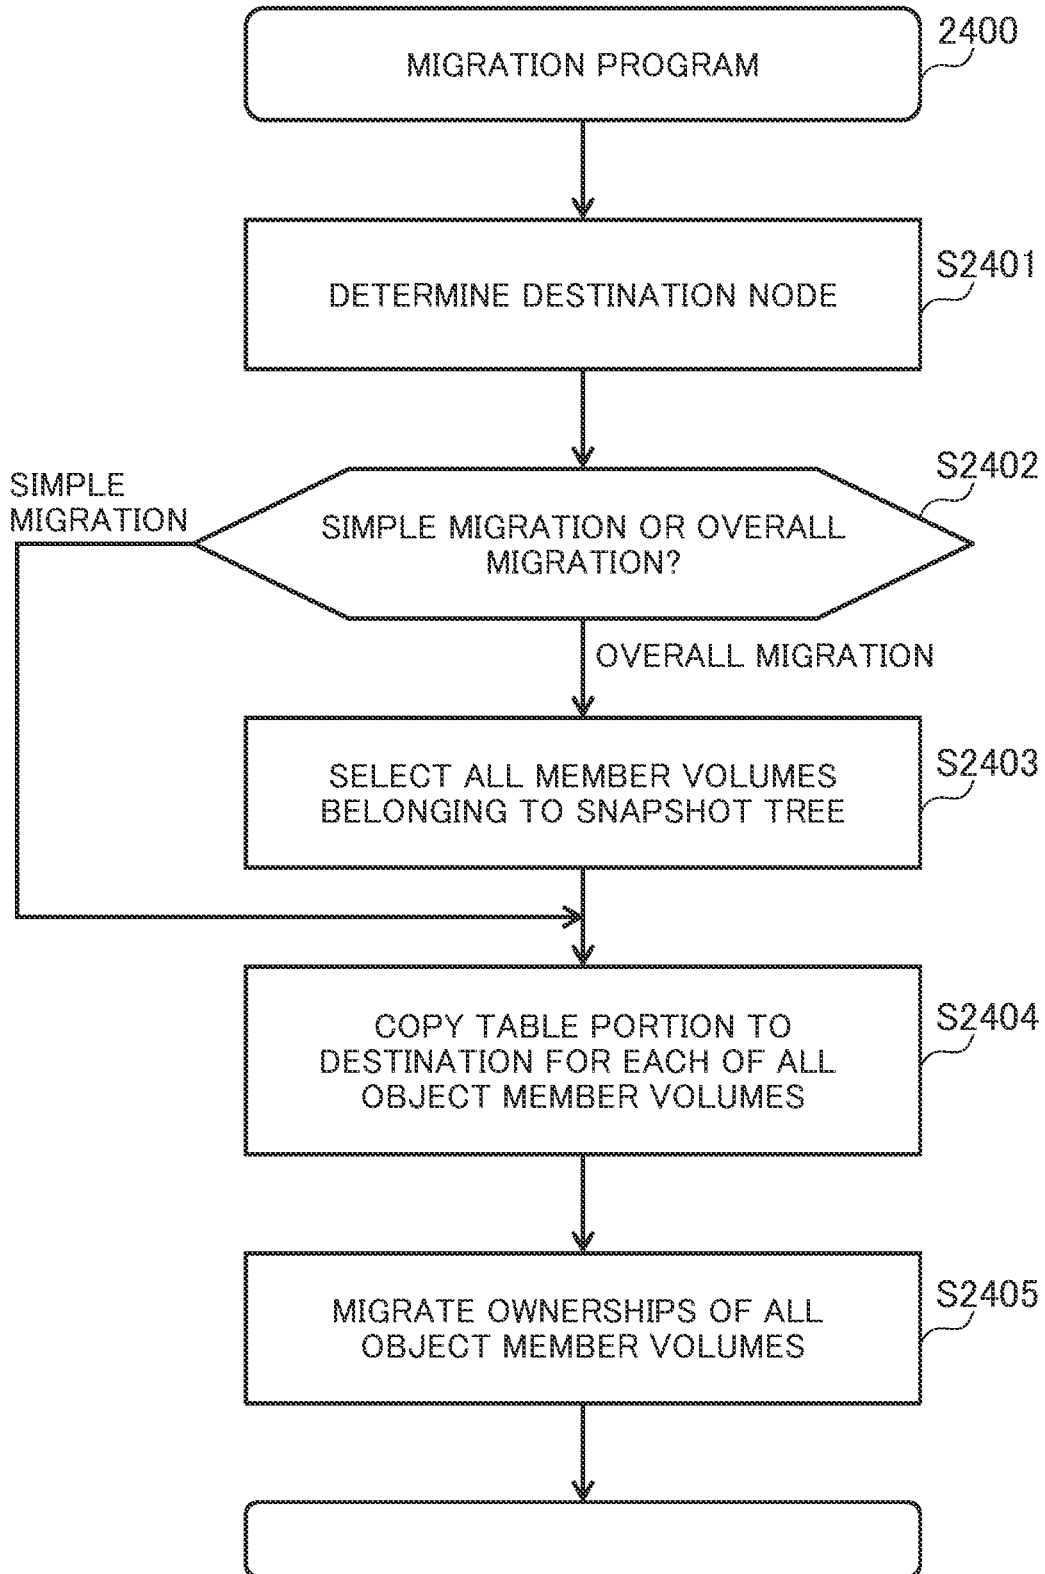 2400
MIGRATION PROGRAM
S2401
DETERMINE DESTINATION NODE
S2402
SIMPLE
MIGRATION
SIMPLE MIGRATION OR OVERALL
MIGRATION?
OVERALL MIGRATION
S2403
SELECT ALL MEMBER VOLUMES
BELONGING TO SNAPSHOT TREE
S2404
COPY TABLE PORTION TO
DESTINATION FOR EACH OF ALL
OBJECT MEMBER VOLUMES
S2405
MIGRATE OWNERSHIPS OF ALL
OBJECT MEMBER VOLUMES